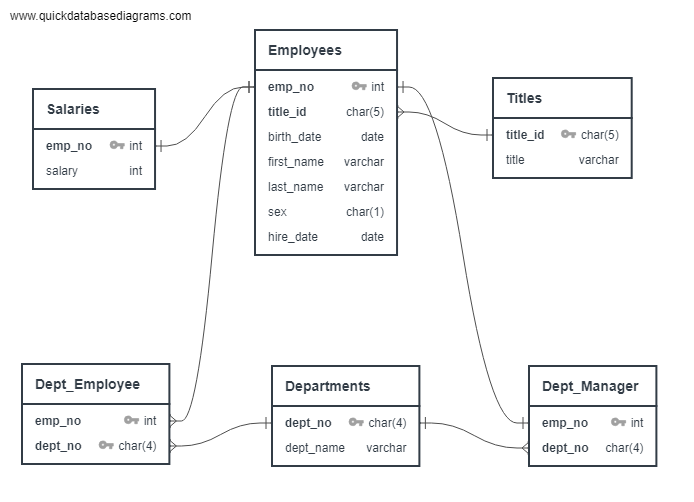 www.quickdatabasediagrams.com
Employees
emp_no int
title_id char(5)
birth_date date
first_name varchar
last_name varchar
sex char(1)
hire_date date
Salaries
emp_no int
salary int
Titles
title_id char(5)
title varchar
Dept_Employee
emp_no int
dept_no char(4)
Departments
dept_no char(4)
dept_name varchar
Dept_Manager
emp_no int
dept_no char(4)